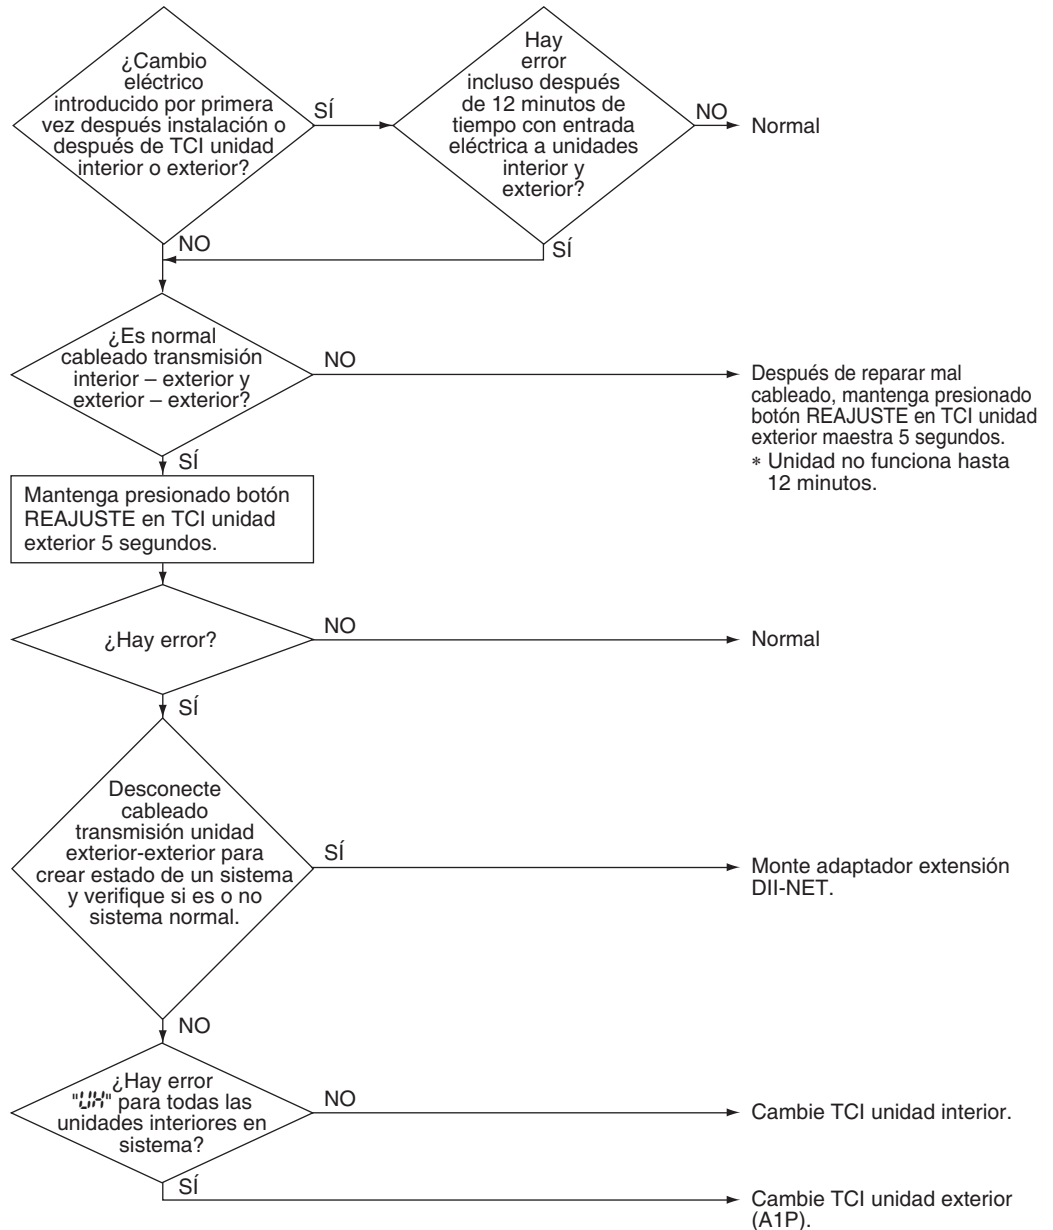 ¿Cambio
eléctrico
introducido por primera
vez después instalación o
después de TCI unidad
interior o exterior?
SÍ
Hay
error
incluso después
de 12 minutos de
tiempo con entrada
eléctrica a unidades
interior y
exterior?
NO
Normal
NO
SÍ
¿Es normal
cableado transmisión
interior – exterior y
exterior – exterior?
NO
Después de reparar mal
cableado, mantenga presionado
botón REAJUSTE en TCI unidad
exterior maestra 5 segundos.
* Unidad no funciona hasta
12 minutos.
SÍ
Mantenga presionado botón
REAJUSTE en TCI unidad
exterior 5 segundos.
¿Hay error?
NO
Normal
SÍ
Desconecte
cableado
transmisión unidad
exterior-exterior para
crear estado de un sistema
y verifique si es o no
sistema normal.
SÍ
Monte adaptador extensión
DII-NET.
NO
¿Hay error
"UH" para todas las
unidades interiores en
sistema?
NO
Cambie TCI unidad interior.
SÍ
Cambie TCI unidad exterior
(A1P).